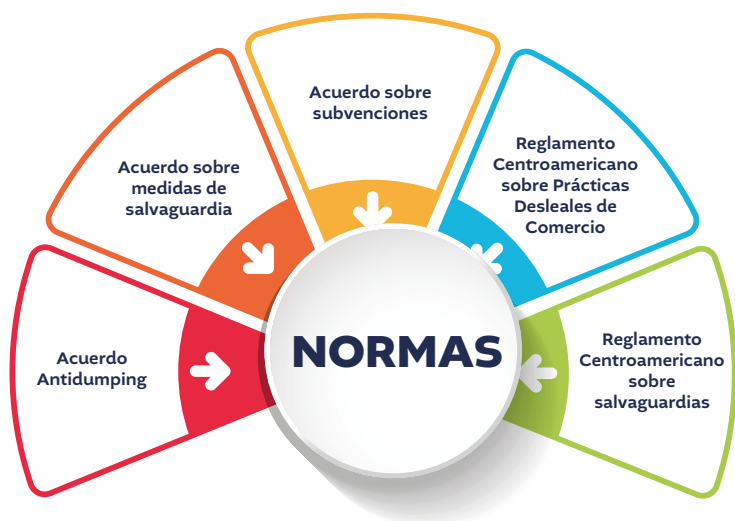 Acuerdo
Antidumping
Acuerdo sobre
medidas de
salvaguardia
Acuerdo sobre
subvenciones
Reglamento
Centroamericano
sobre Prácticas
Desleales de
Comercio
Reglamento
Centroamericano
sobre
salvaguardias
NORMAS